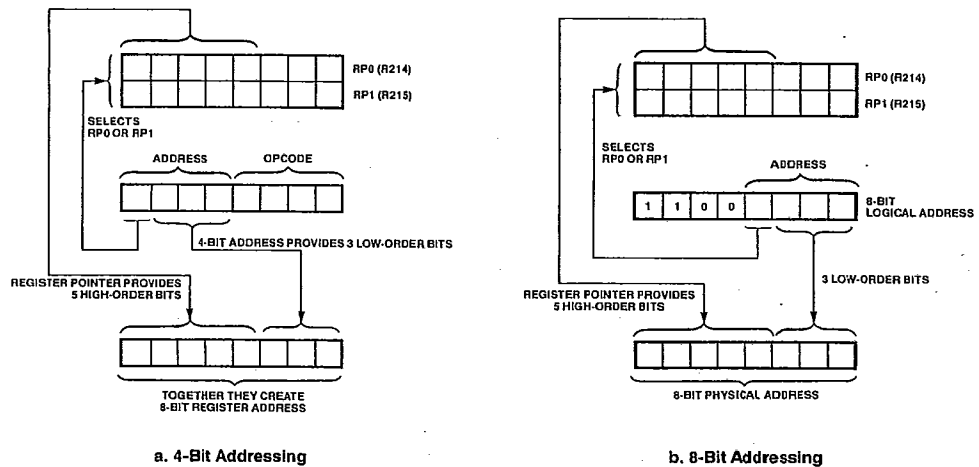 RP0 (R214)
RP1 (R215)
SELECTS
RP0 OR RP1
ADDRESS
OPCODE
4-BIT ADDRESS PROVIDES 3 LOW-ORDER BITS
REGISTER POINTER PROVIDES
5 HIGH-ORDER BITS
TOGETHER THEY CREATE
8-BIT REGISTER ADDRESS
a. 4-Bit Addressing
RP0 (R214)
RP1 (R215)
SELECTS
RP0 OR RP1
ADDRESS
1 1 0 0
8-BIT
LOGICAL ADDRESS
3 LOW-ORDER BITS
REGISTER POINTER PROVIDES
5 HIGH-ORDER BITS
8-BIT PHYSICAL ADDRESS
b. 8-Bit Addressing